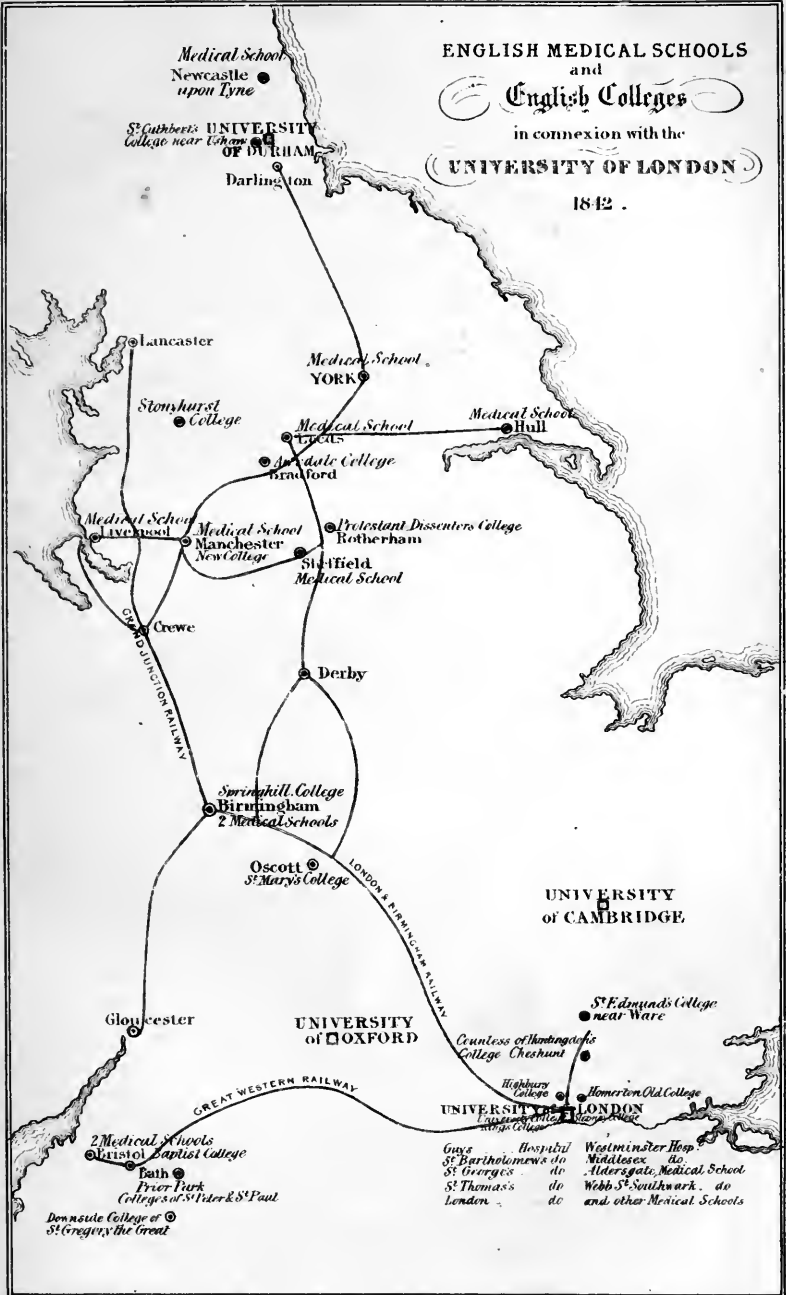 ENGLISH MEDICAL SCHOOLS
and
English Colleges
in connexion with the
UNIVERSITY OF LONDON
1842.
Medical School
Newcastle
upon Tyne
St Cuthbert's
College near Ushaw
UNIVERSITY
OF DURHAM
Darlington
Lancaster
Medical School
YORK
Stonyhurst
College
Medical School
Leeds
Medical School
Hull
Airedale College
Bradford
Medical School
Liverpool
Medical School
Manchester
New College
Protestant Dissenters College
Rotherham
Sheffield
Medical School
Crewe
GRAND JUNCTION RAILWAY
Derby
Springhill College
Birmingham
2 Medical Schools
Oscott
St Mary's College
LONDON & BIRMINGHAM RAILWAY
UNIVERSITY
of CAMBRIDGE
Gloucester
UNIVERSITY
of OXFORD
St Edmund's College
near Ware
Countess of Huntingdon's
College Cheshunt
GREAT WESTERN RAILWAY
Highbury
College
Homerton Old College
UNIVERSITY OF LONDON
University College Stepney College
Kings College
2 Medical Schools
Bristol Baptist College
Bath
Prior Park
Colleges of St Peter & St Paul
Downside College of
St Gregory the Great
Guys Hospital
St Bartholomews do
St Georges do
St Thomas's do
London do
Westminster Hosp.
Middlesex do.
Aldersgate Medical School
Webb St Southwark do
and other Medical Schools